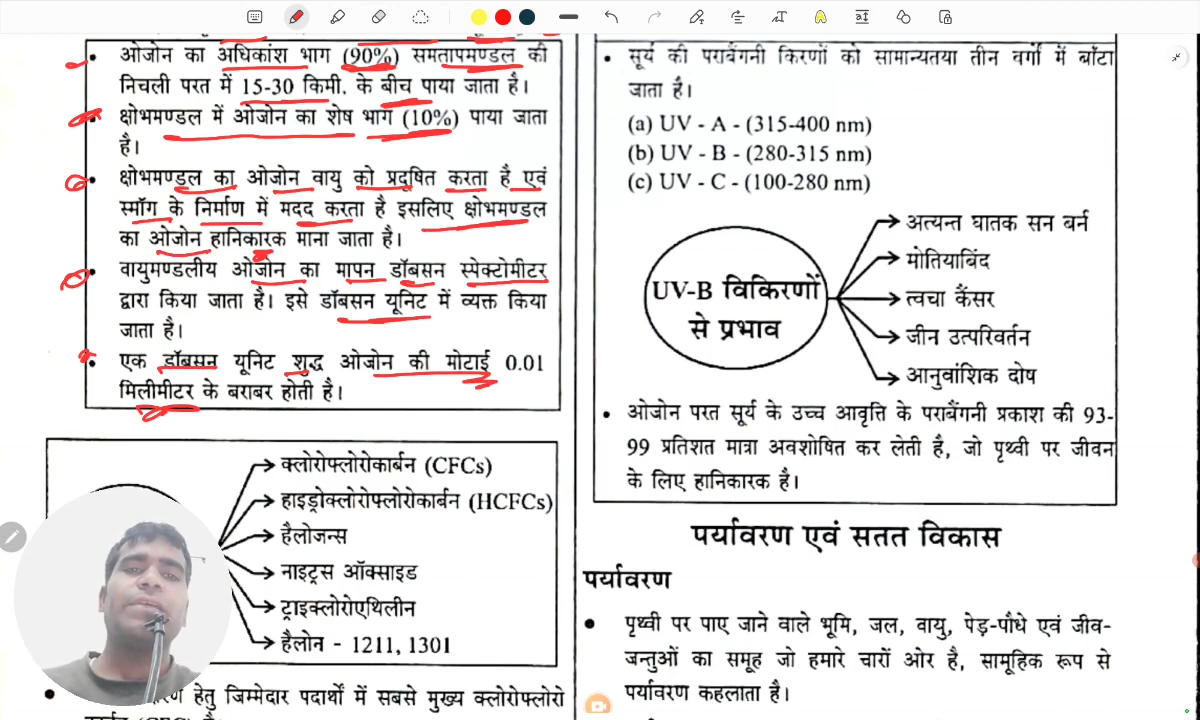 ओजोन का अधिकांश भाग (90%) समतापमण्डल की
निचली परत में 15-30 किमी. के बीच पाया जाता है।
क्षोभमण्डल में ओजोन का शेष भाग (10%) पाया जाता
है।
क्षोभमण्डल का ओजोन वायु को प्रदूषित करता है एवं
स्मॉग के निर्माण में मदद करता है इसलिए क्षोभमण्डल
का ओजोन हानिकारक माना जाता है।
वायुमण्डलीय ओजोन का मापन डॉबसन स्पेक्टोमीटर
द्वारा किया जाता है। इसे डॉबसन यूनिट में व्यक्त किया
जाता है।
एक डॉबसन यूनिट शुद्ध ओजोन की मोटाई 0.01
मिलीमीटर के बराबर होती है।
क्लोरोफ्लोरोकार्बन (CFCs)
हाइड्रोक्लोरोफ्लोरोकार्बन (HCFCs)
हैलोजन्स
नाइट्रस ऑक्साइड
ट्राइक्लोरोएथिलीन
हैलोन - 1211, 1301
हेतु जिम्मेदार पदार्थों में सबसे मुख्य क्लोरोफ्लोरो
सूर्य की पराबैंगनी किरणों को सामान्यतया तीन वर्गों में बाँटा
जाता है।
(a) UV - A - (315-400 nm)
(b) UV - B - (280-315 nm)
(c) UV - C - (100-280 nm)
UV-B विकिरणों
से प्रभाव
अत्यन्त घातक सन बर्न
मोतियाबिंद
त्वचा कैंसर
जीन उत्परिवर्तन
आनुवांशिक दोष
ओजोन परत सूर्य के उच्च आवृत्ति के पराबैंगनी प्रकाश की 93-
99 प्रतिशत मात्रा अवशोषित कर लेती है, जो पृथ्वी पर जीवन
के लिए हानिकारक है।
पर्यावरण एवं सतत विकास
पर्यावरण
पृथ्वी पर पाए जाने वाले भूमि, जल, वायु, पेड़-पौधे एवं जीव-
जन्तुओं का समूह जो हमारे चारों ओर है, सामूहिक रूप से
पर्यावरण कहलाता है।